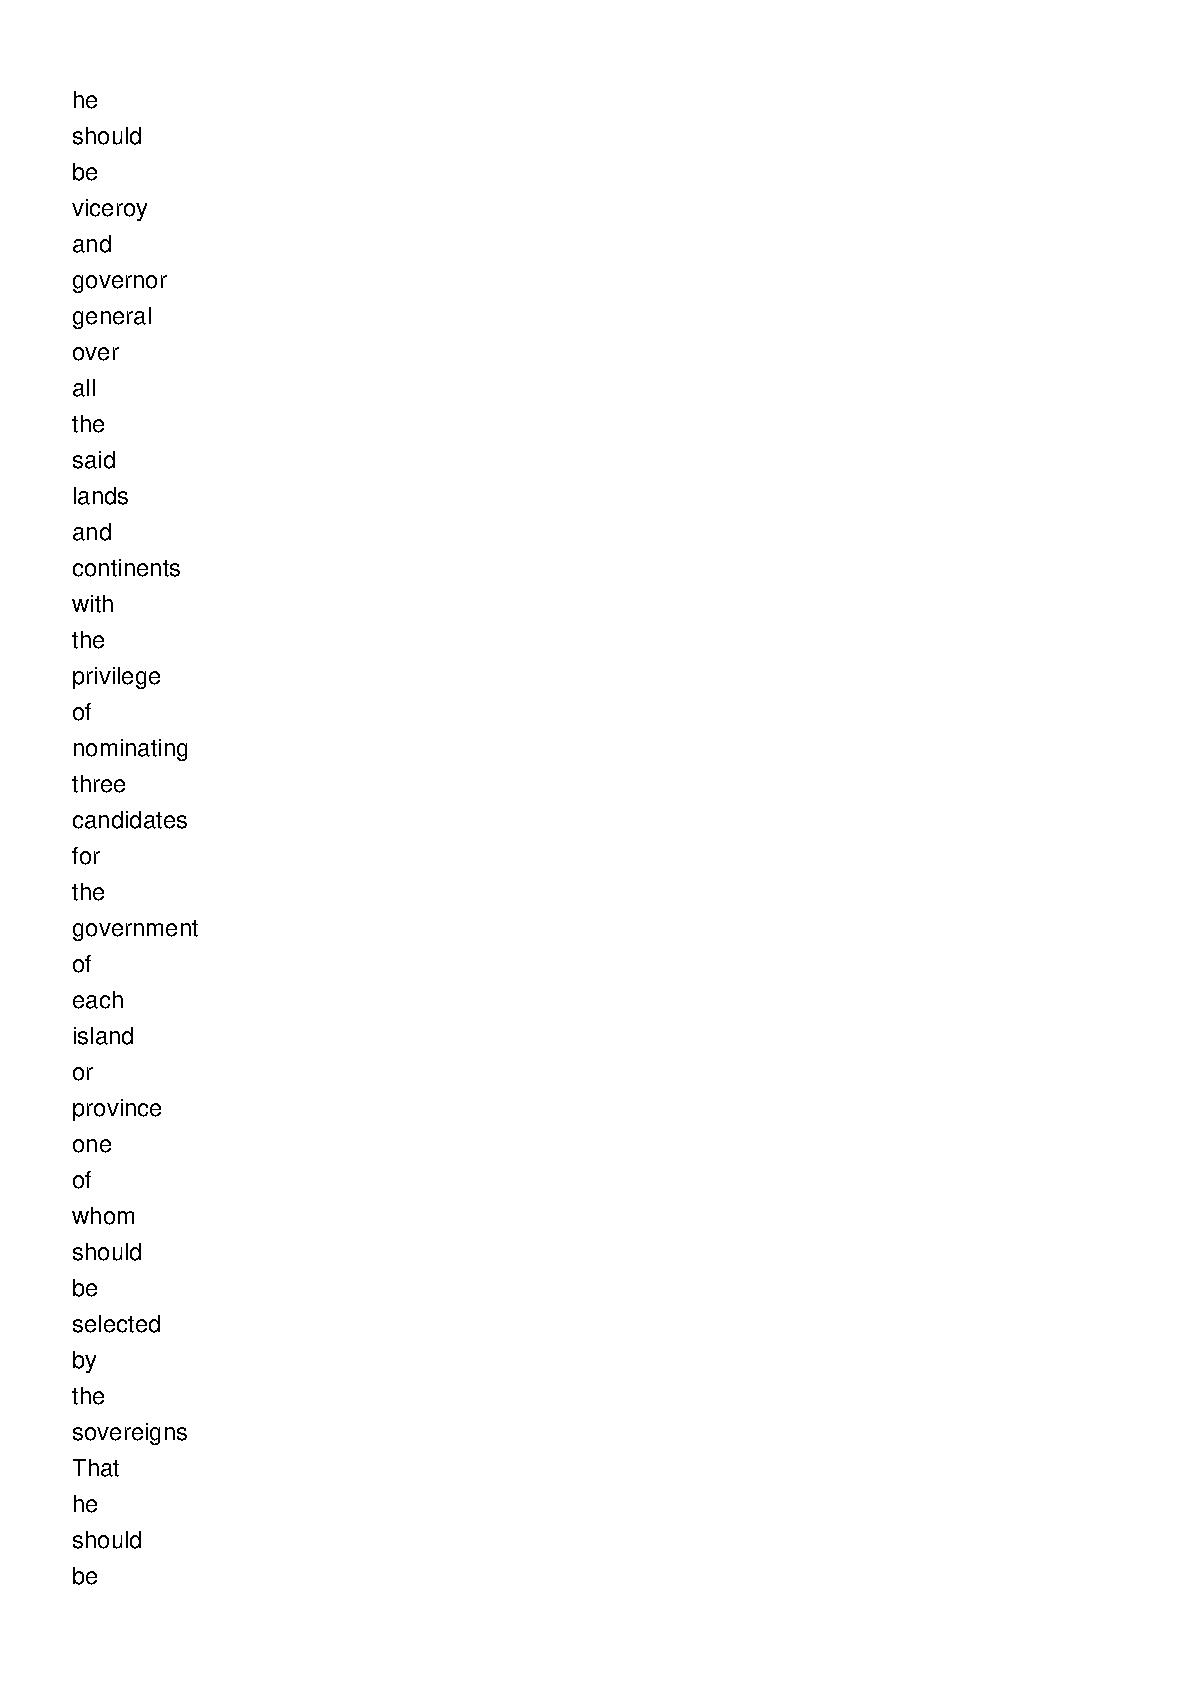 he
should
be
viceroy
and
governor
general
over
all
the
said
lands
and
continents
with
the
privilege
of
nominating
three
candidates
for
the
government
of
each
island
or
province
one
of
whom
should
be
selected
by
the
sovereigns
That
he
should
be